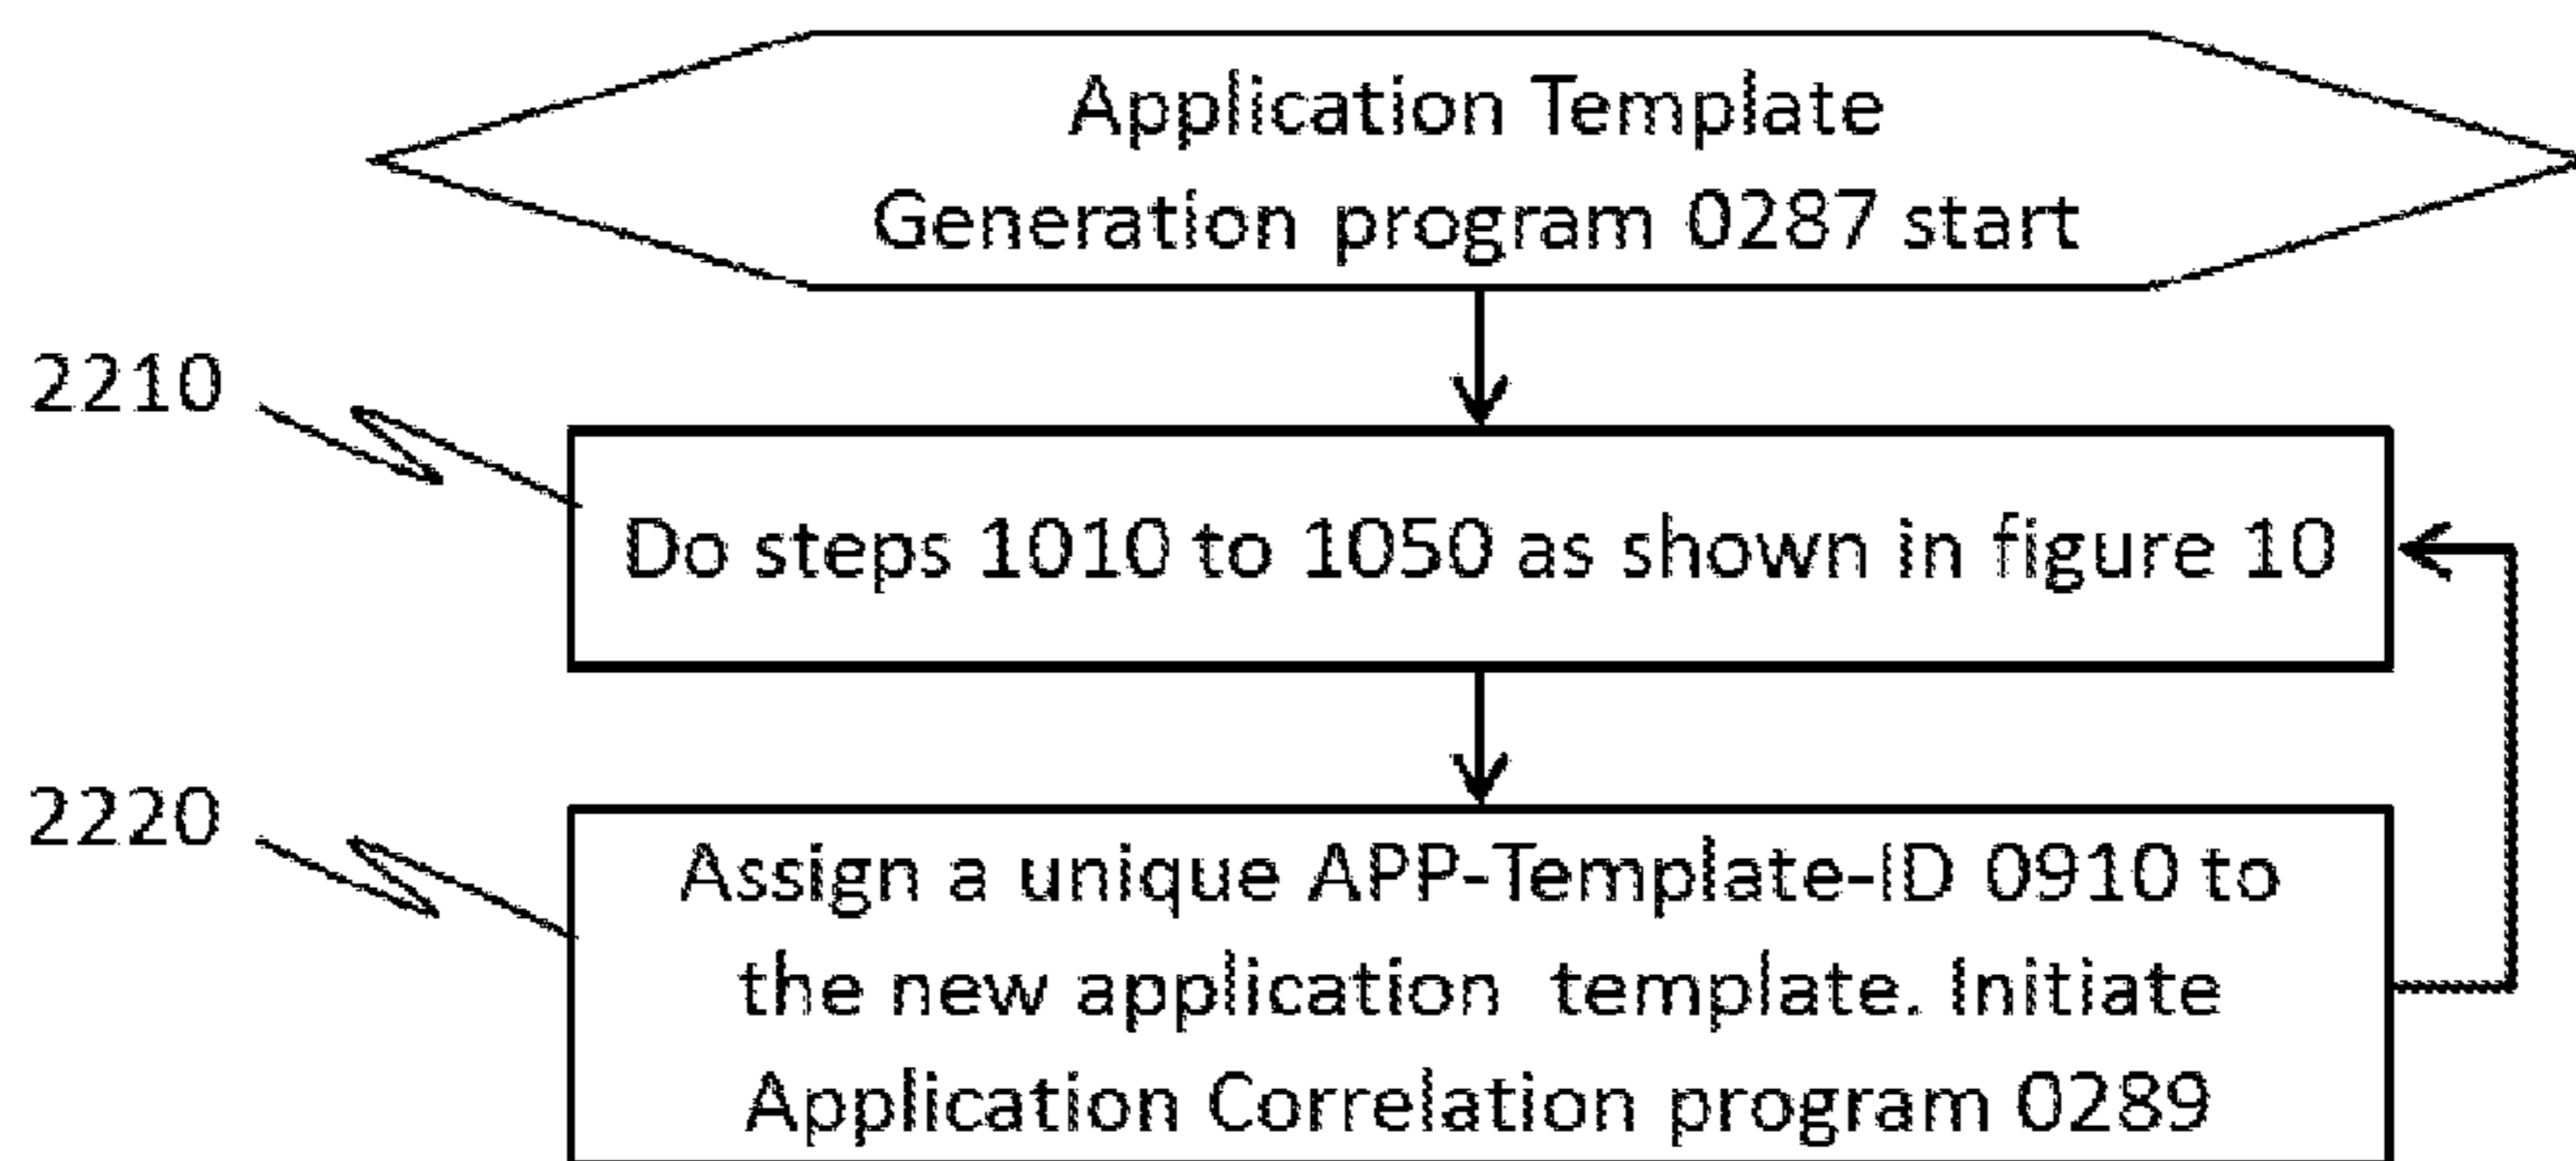 Application Template
Generation program 0287 start
2210
Do steps 1010 to 1050 as shown in figure 10
2220
Assign a unique APP-Template-ID 0910 to
the new application  template. Initiate
Application Correlation program 0289